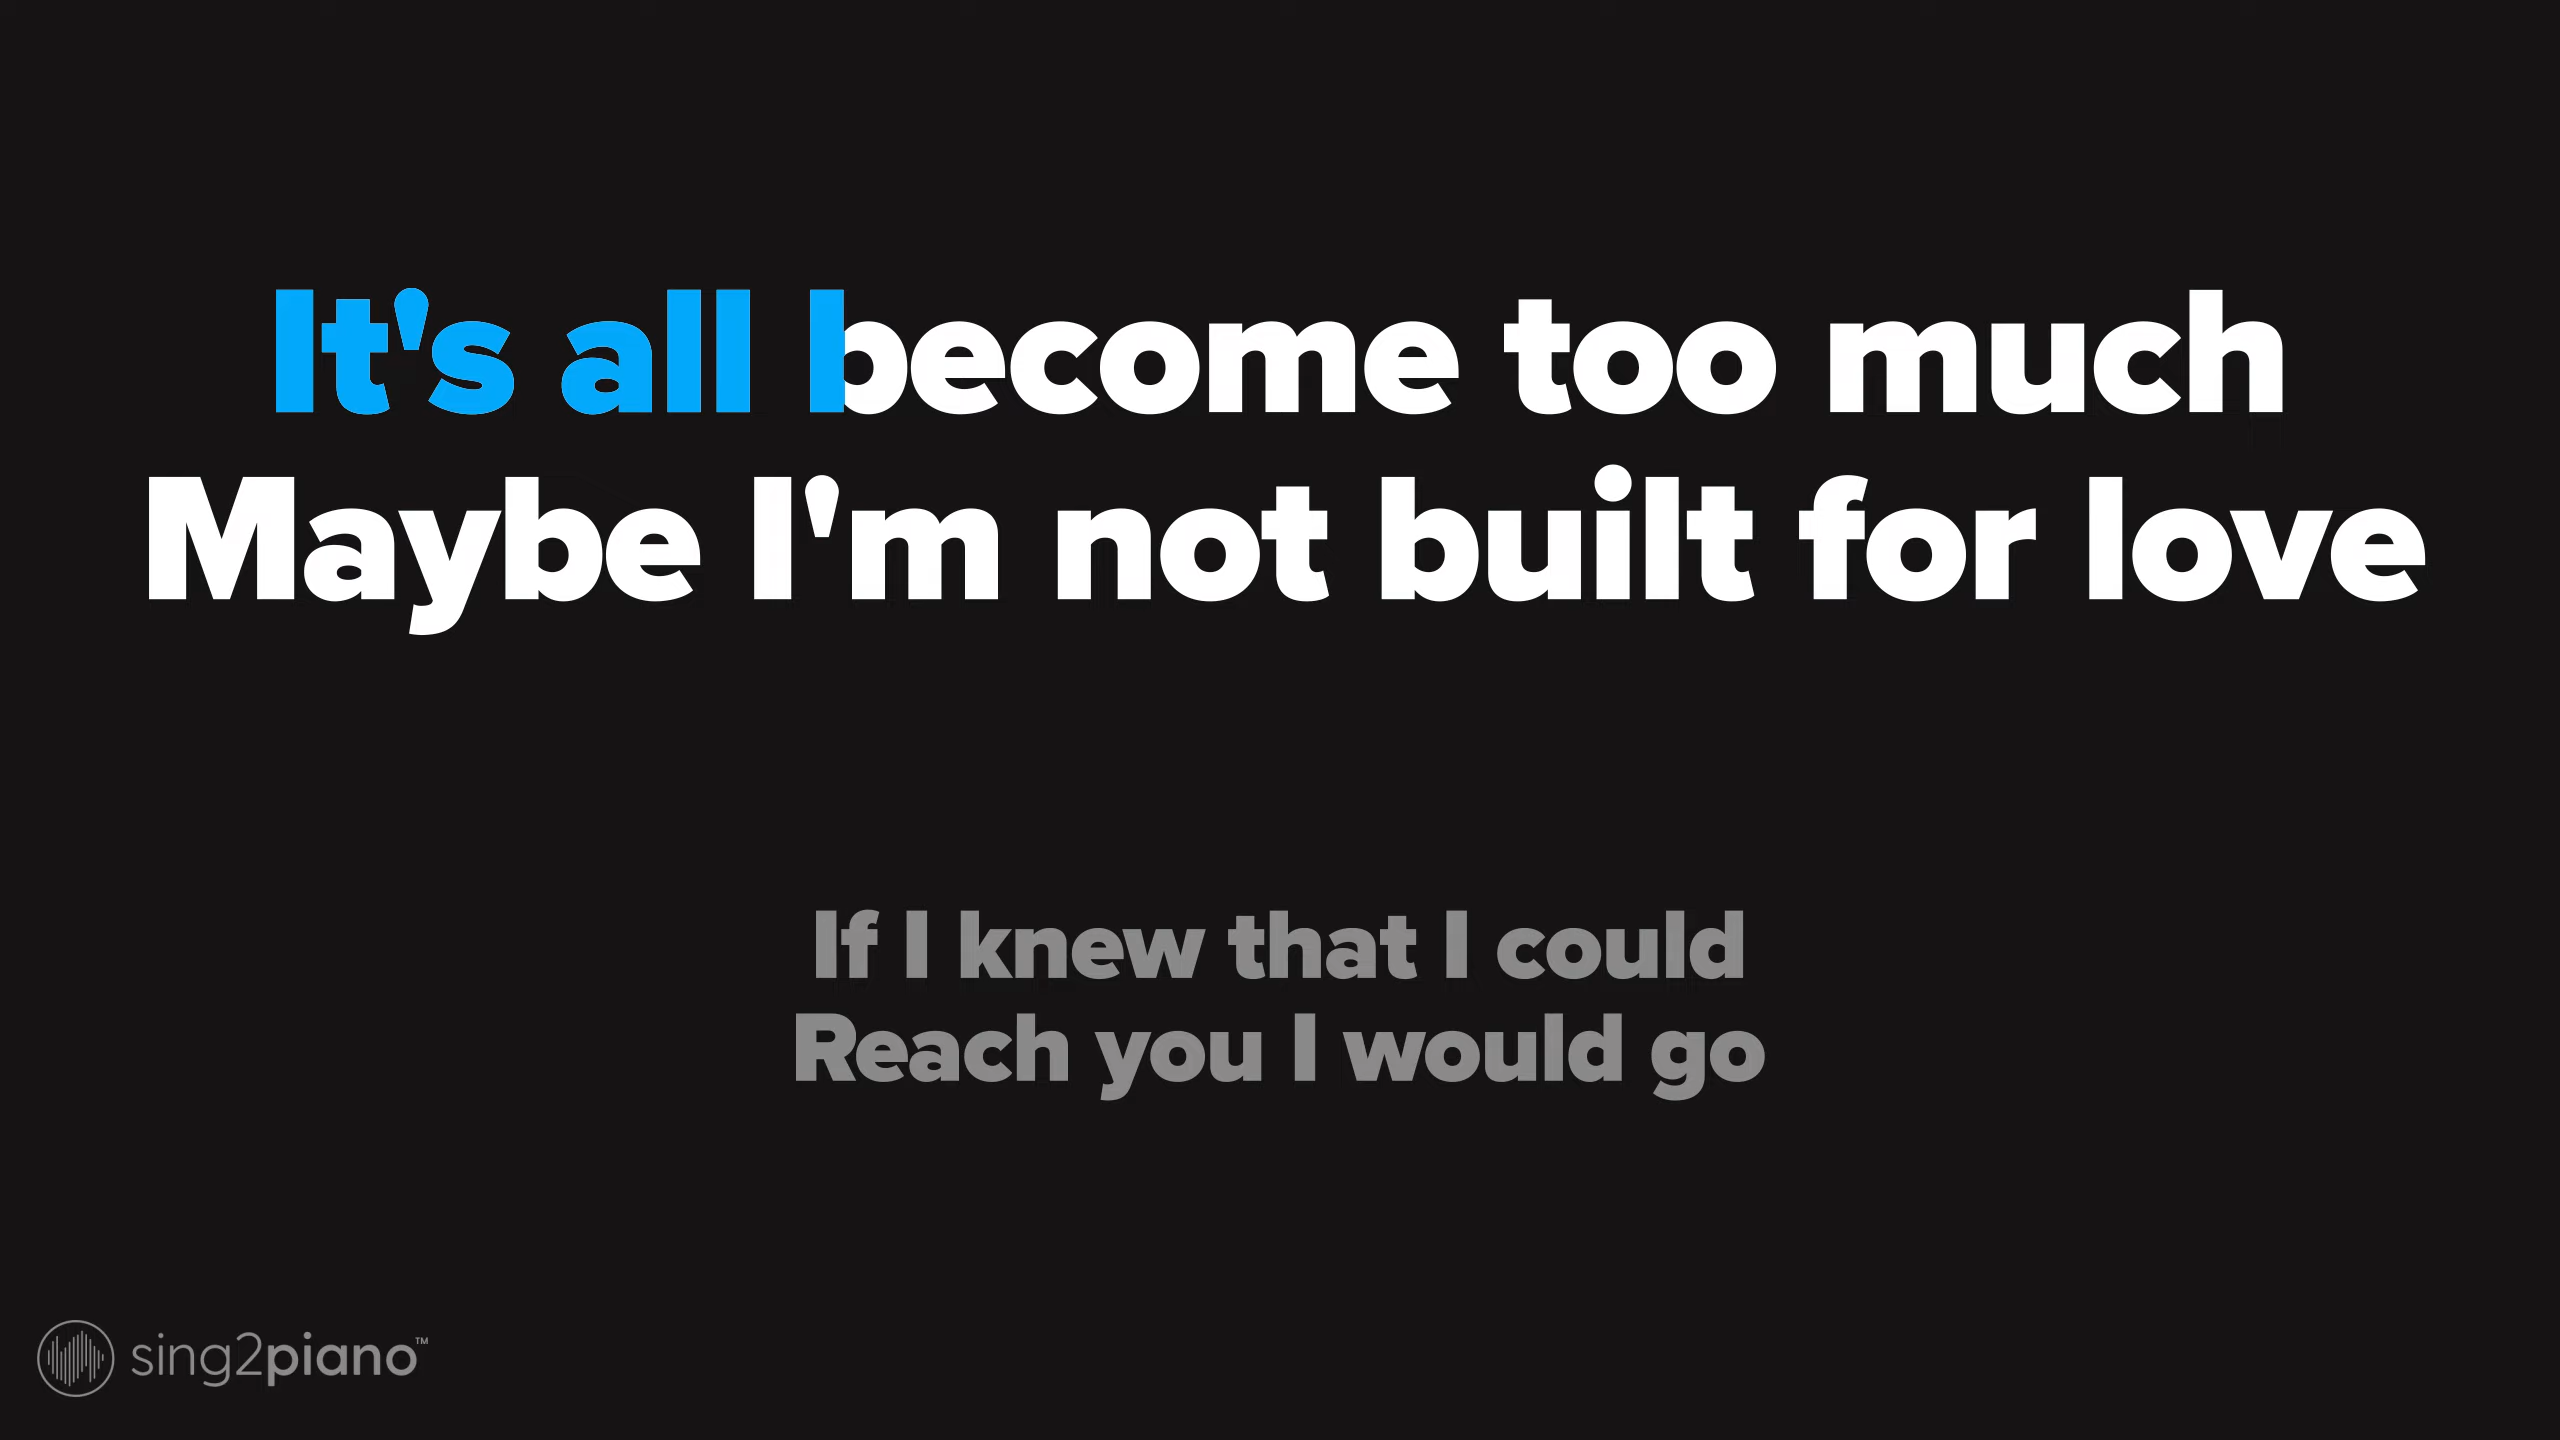 It's all become too much
Maybe I'm not built for love
If I knew that I could
Reach you I would go
sing2piano™